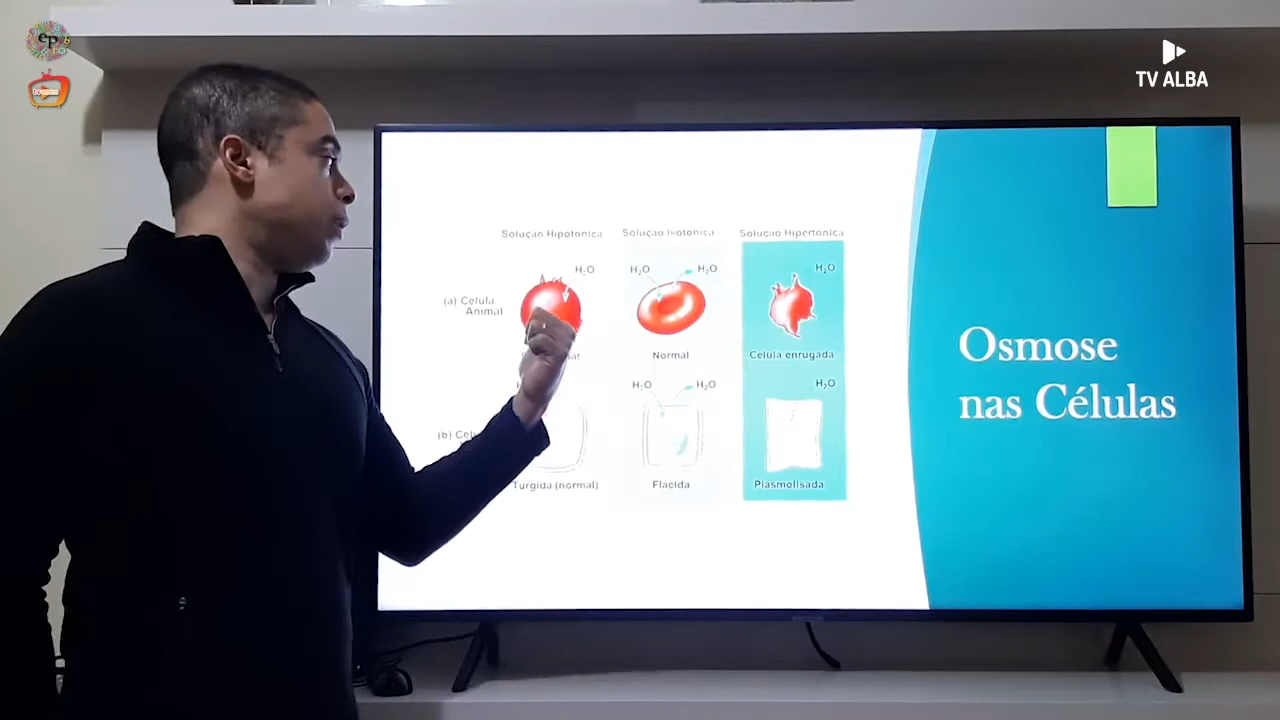 ep
TV ALBA
Solução Hipotônica
Solução Isotônica
Solução Hipertônica
H₂O
H₂O
H₂O
H₂O
(a) Célula
Animal
Normal
Célula enrugada
H₂O
H₂O
H₂O
(b)
Túrgida (normal)
Flácida
Plasmolisada
Osmose
nas Células